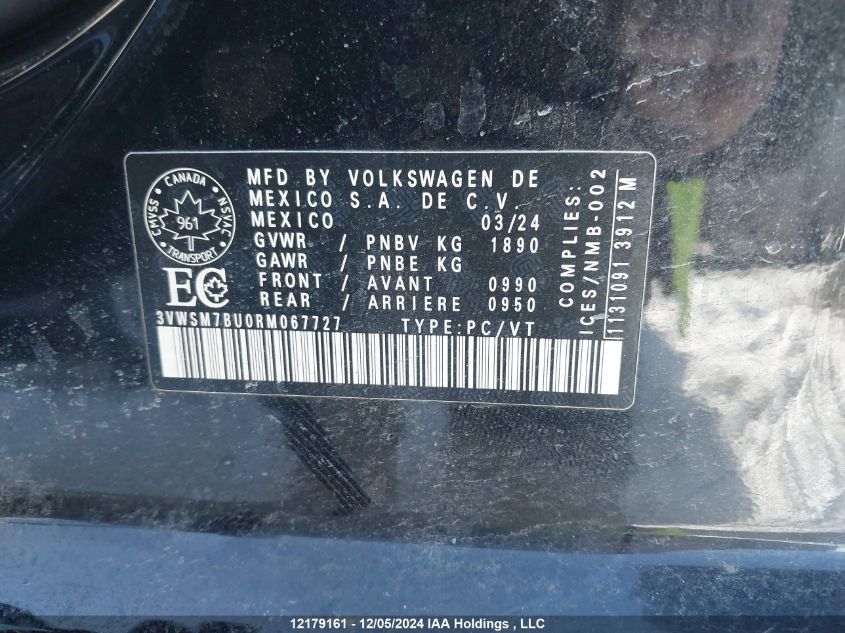 CANADA
CMVSS
NSVAC
961
TRANSPORT
EC
MFD BY VOLKSWAGEN DE
MEXICO S.A. DE C.V.
MEXICO 03/24
GVWR / PNBV KG 1890
GAWR / PNBE KG
FRONT / AVANT 0990
REAR / ARRIERE 0950
3VWSM7BU0RM067727 TYPE:PC/VT
COMPLIES:
ICES/NMB-002
1131091 3912 M
12179161 - 12/05/2024 IAA Holdings , LLC